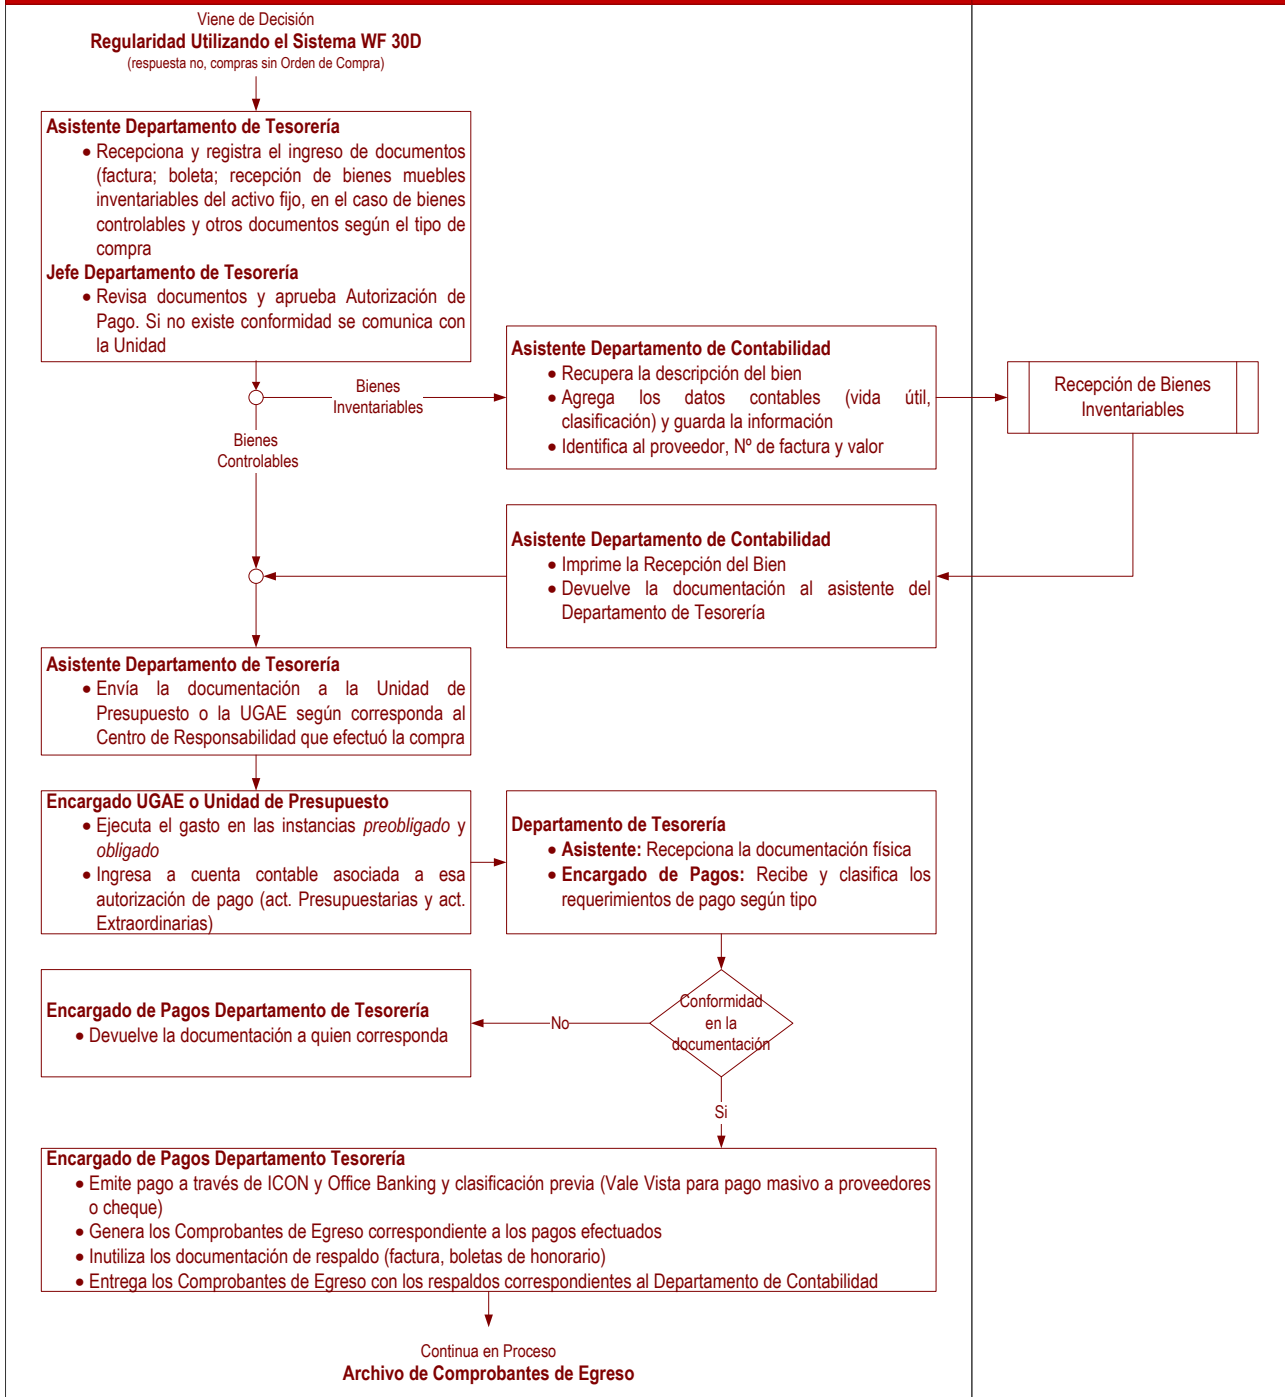 Viene de Decisión
Regularidad Utilizando el Sistema WF 30D
(respuesta no, compras sin Orden de Compra)
Asistente Departamento de Tesorería
• Recepciona y registra el ingreso de documentos
(factura; boleta; recepción de bienes muebles
inventariables del activo fijo, en el caso de bienes
controlables y otros documentos según el tipo de
compra
Jefe Departamento de Tesorería
• Revisa documentos y aprueba Autorización de
Pago. Si no existe conformidad se comunica con
la Unidad
Bienes
Inventariables
Bienes
Controlables
Asistente Departamento de Contabilidad
• Recupera la descripción del bien
• Agrega los datos contables (vida útil,
clasificación) y guarda la información
• Identifica al proveedor, Nº de factura y valor
Recepción de Bienes
Inventariables
Asistente Departamento de Contabilidad
• Imprime la Recepción del Bien
• Devuelve la documentación al asistente del
Departamento de Tesorería
Asistente Departamento de Tesorería
• Envía la documentación a la Unidad de
Presupuesto o la UGAE según corresponda al
Centro de Responsabilidad que efectuó la compra
Encargado UGAE o Unidad de Presupuesto
• Ejecuta el gasto en las instancias preobligado y
obligado
• Ingresa a cuenta contable asociada a esa
autorización de pago (act. Presupuestarias y act.
Extraordinarias)
Departamento de Tesorería
• Asistente: Recepciona la documentación física
• Encargado de Pagos: Recibe y clasifica los
requerimientos de pago según tipo
Conformidad
en la
documentación
No
Encargado de Pagos Departamento de Tesorería
• Devuelve la documentación a quien corresponda
Si
Encargado de Pagos Departamento Tesorería
• Emite pago a través de ICON y Office Banking y clasificación previa (Vale Vista para pago masivo a proveedores
o cheque)
• Genera los Comprobantes de Egreso correspondiente a los pagos efectuados
• Inutiliza los documentación de respaldo (factura, boletas de honorario)
• Entrega los Comprobantes de Egreso con los respaldos correspondientes al Departamento de Contabilidad
Continua en Proceso
Archivo de Comprobantes de Egreso